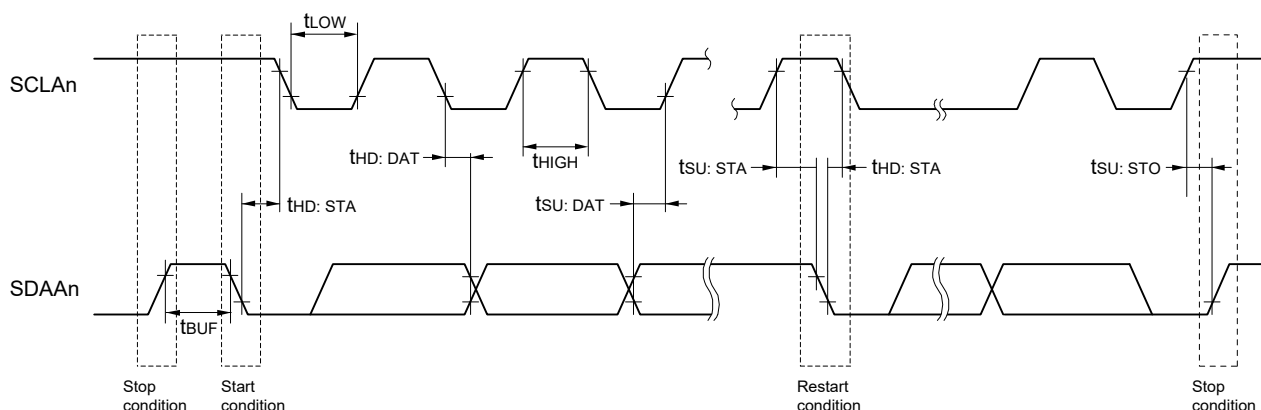 tLOW
SCLAn
tHD: DAT
tHIGH
tSU: STA
tHD: STA
tSU: STO
tHD: STA
tSU: DAT
SDAAn
tBUF
Stop
condition
Start
condition
Restart
condition
Stop
condition